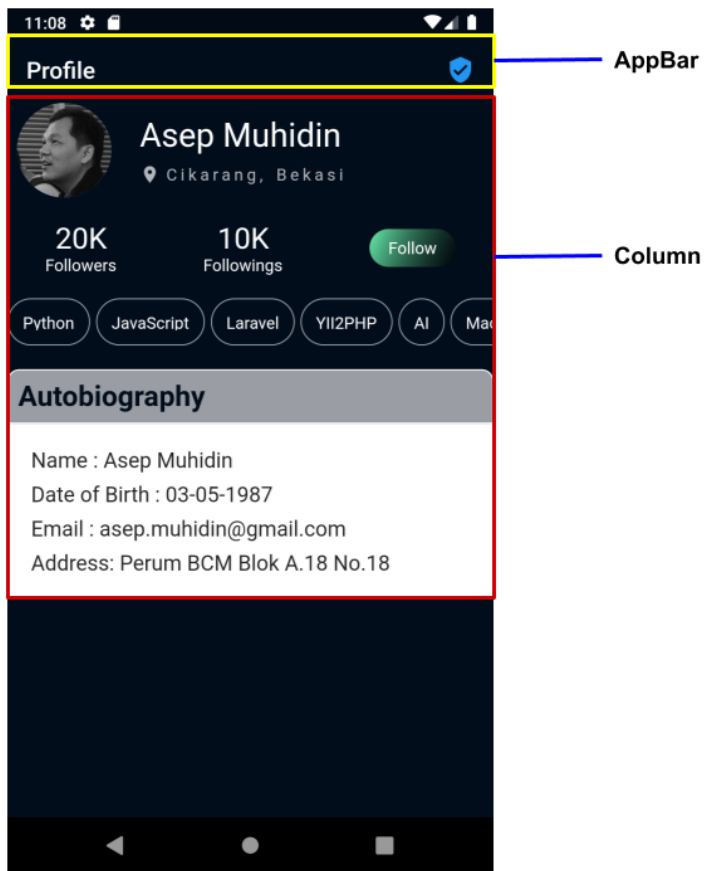 11:08
Profile
AppBar
Asep Muhidin
Cikarang, Bekasi
20K 10K Follow
Followers Followings
Column
Python JavaScript Laravel YII2PHP AI
Autobiography
Name : Asep Muhidin
Date of Birth : 03-05-1987
Email : asep.muhidin@gmail.com
Address: Perum BCM Blok A.18 No.18